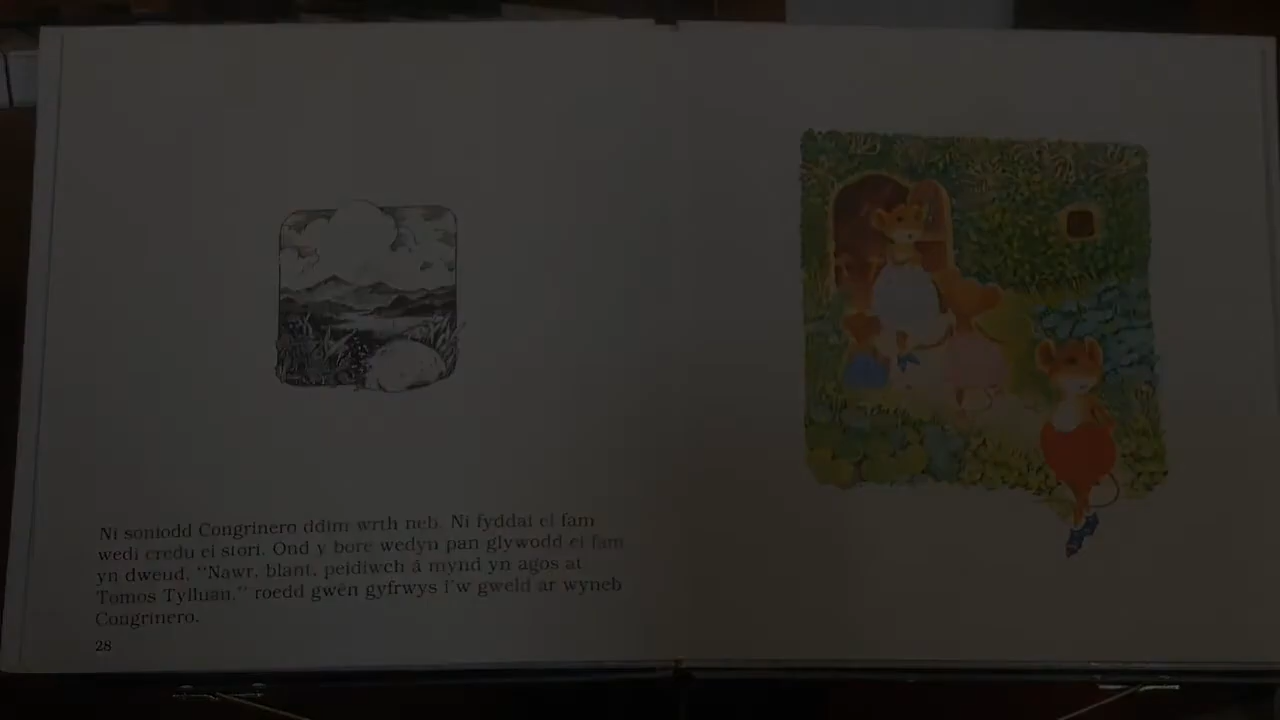 Ni soniodd Congrinero ddim wrth neb. Ni fyddai ei fam
wedi credu ei stori. Ond y bore wedyn pan glywodd ei fam
yn dweud, "Nawr, blant, peidiwch â mynd yn agos at
Tomos Tylluan," roedd gwên gyfrwys i'w gweld ar wyneb
Congrinero.
28